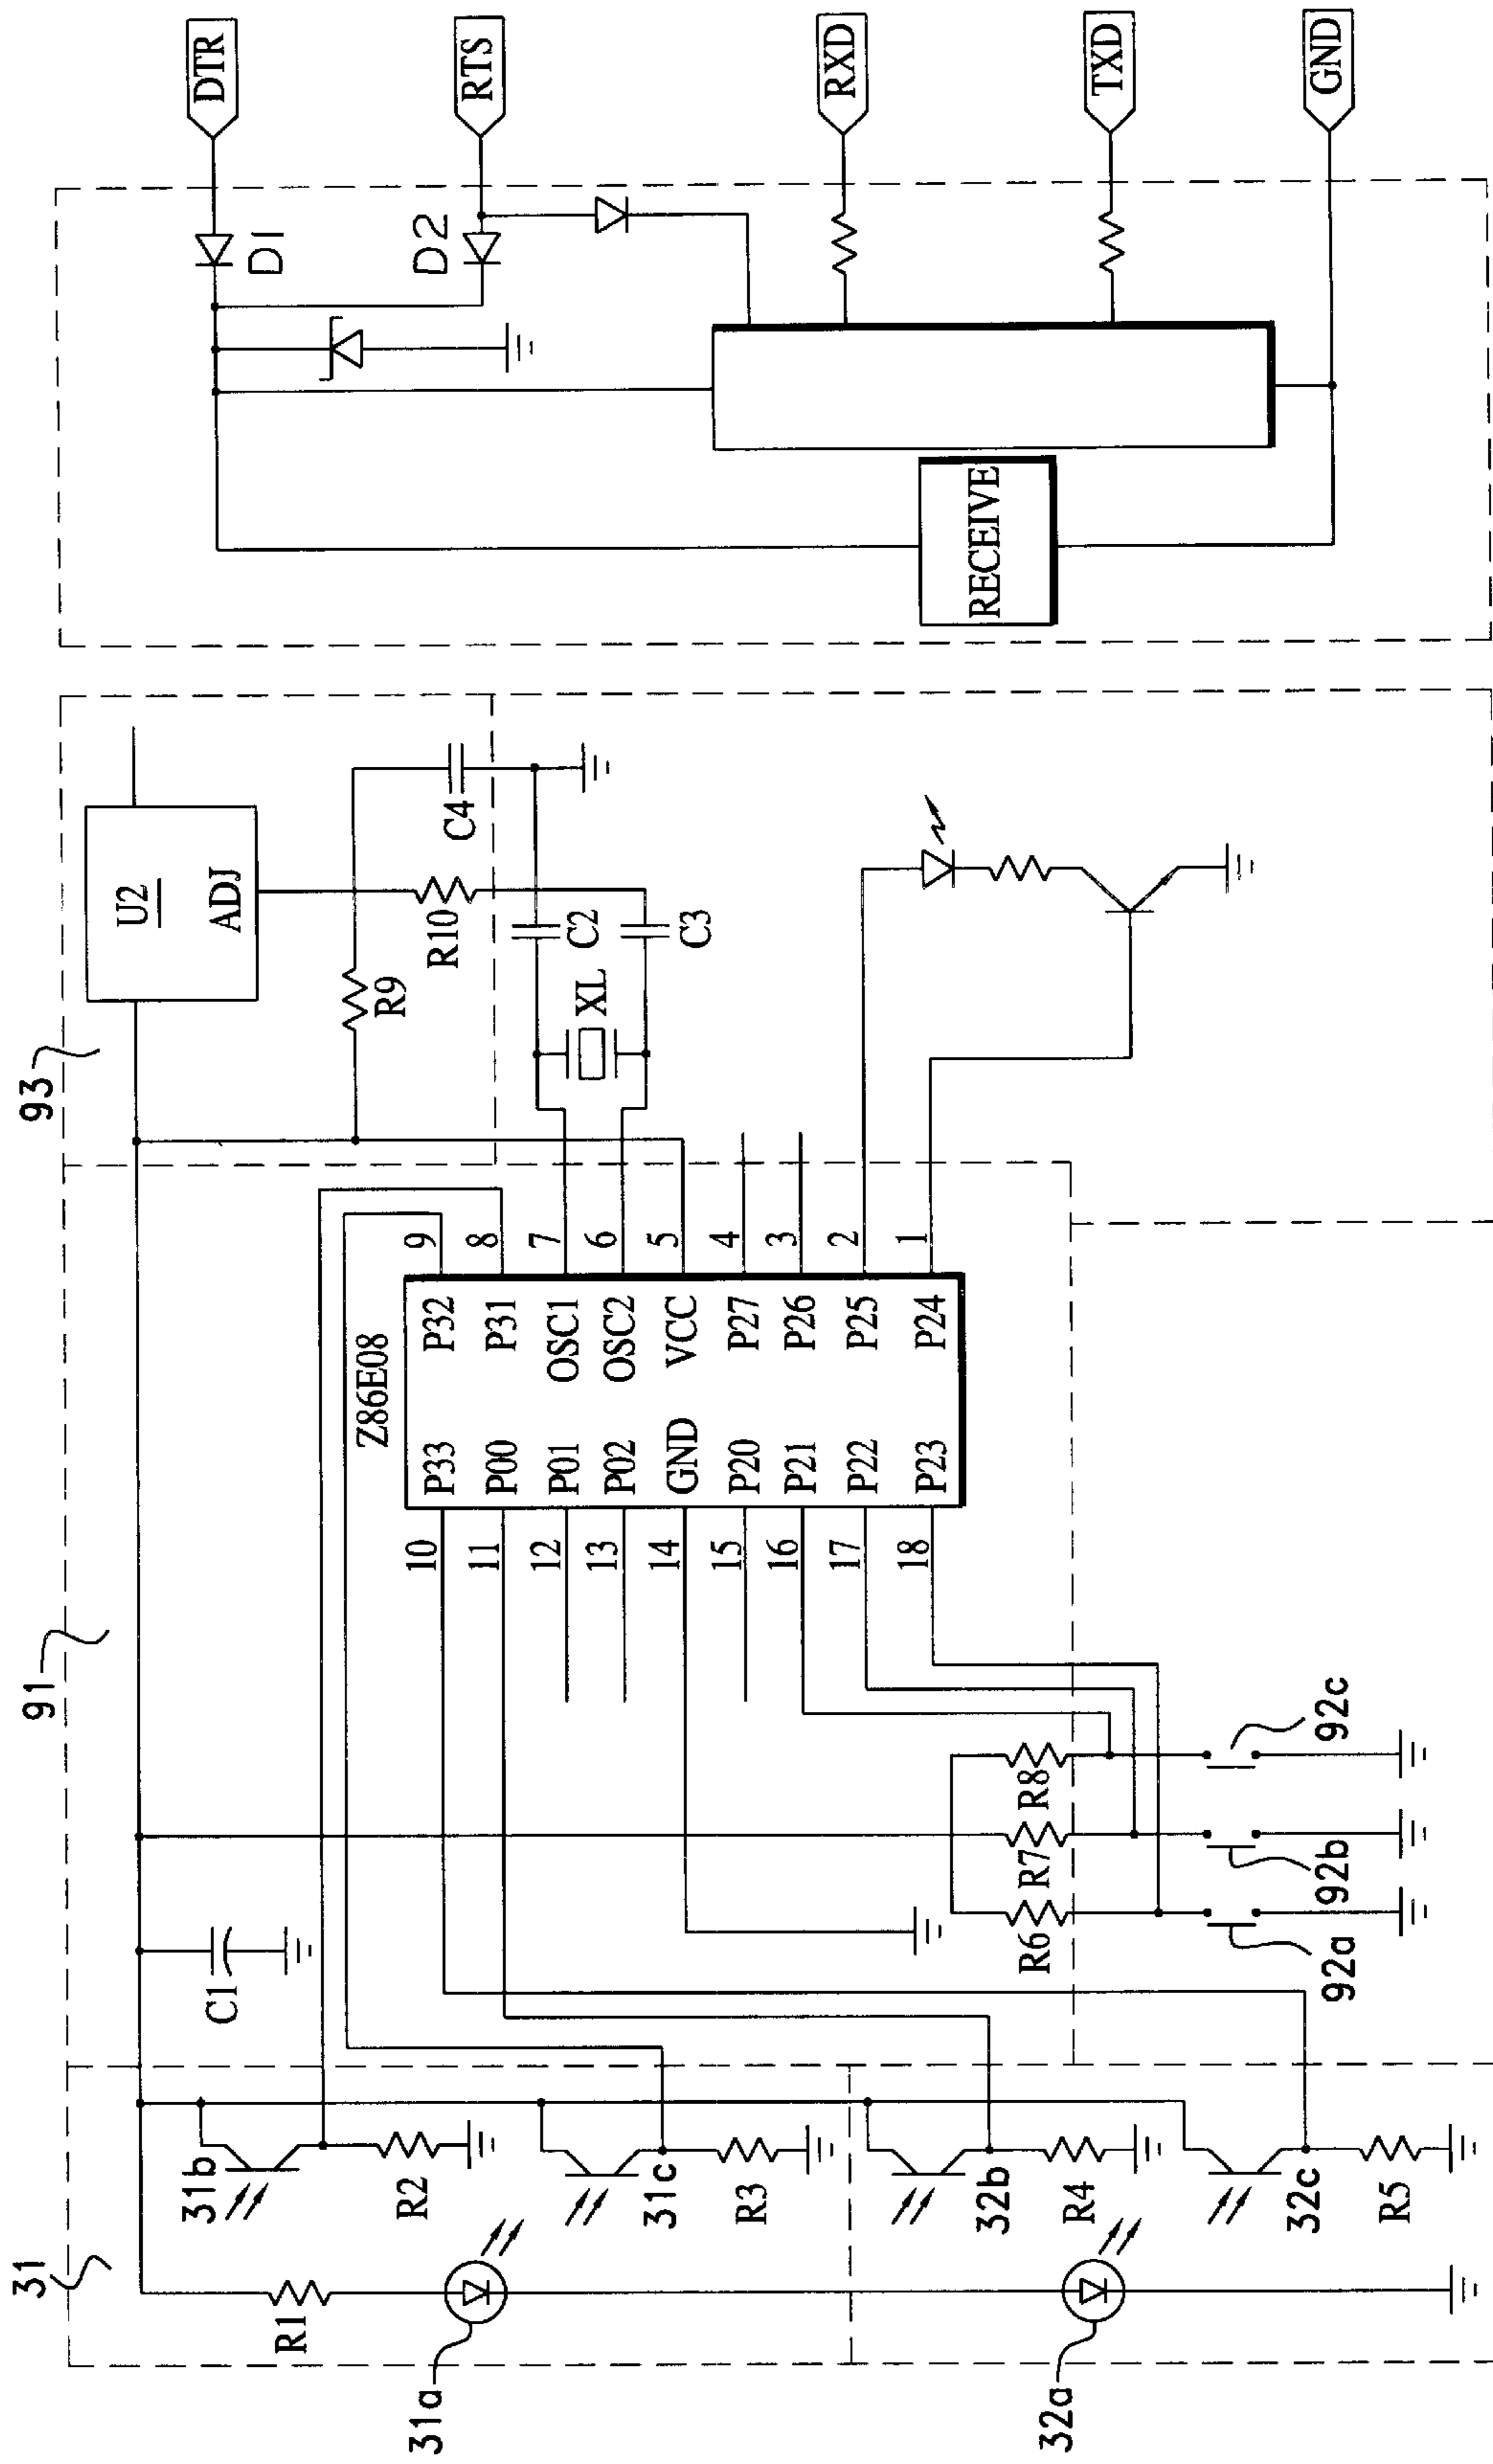 31
91
93
R1
31a
32a
31b
R2
31c
R3
32b
R4
32c
R5
C1
Z86E08
10 P33 P32 9
11 P00 P31 8
12 P01 OSC1 7
13 P02 OSC2 6
14 GND VCC 5
15 P20 P27 4
16 P21 P26 3
17 P22 P25 2
18 P23 P24 1
R6 R7 R8
92a
92b
92c
U2
ADJ
R9
R10
C4
C2
XL
C3
RECEIVE
D1
D2
DTR
RTS
RXD
TXD
GND